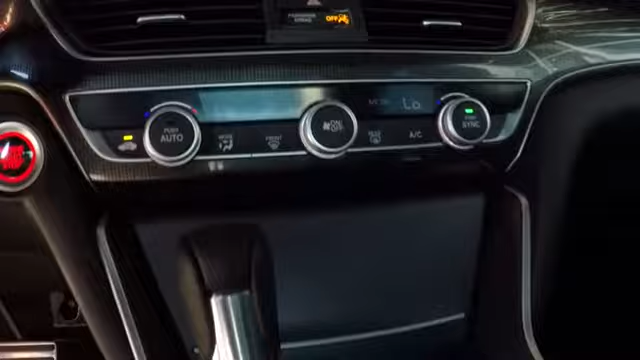 PASSENGER
AIRBAG
OFF
Lo
PUSH
AUTO
MODE
FRONT
ON/
OFF
REAR
A/C
PUSH
SYNC